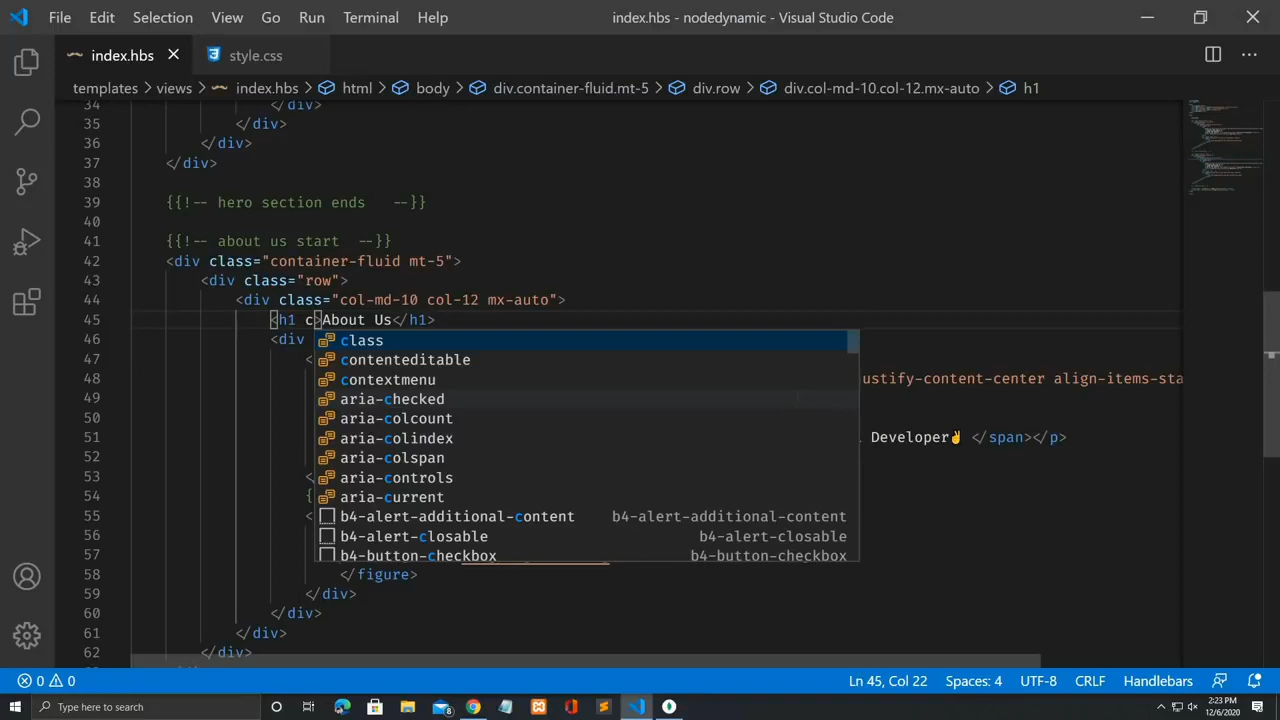 File Edit Selection View Go Run Terminal Help index.hbs - nodedynamic - Visual Studio Code
index.hbs style.css
templates > views > index.hbs > html > body > div.container-fluid.mt-5 > div.row > div.col-md-10.col-12.mx-auto > h1
34 </div>
35 </div>
36 </div>
37 </div>
38
39 {{!-- hero section ends --}}
40
41 {{!-- about us start --}}
42 <div class="container-fluid mt-5">
43 <div class="row">
44 <div class="col-md-10 col-12 mx-auto">
45 <h1 c>About Us</h1>
46 <div class
47 < contenteditable
48 contextmenu ustify-content-center align-items-sta
49 aria-checked
50 aria-colcount
51 aria-colindex l Developer✌ </span></p>
52 aria-colspan
53 < aria-controls
54 { aria-current
55 < b4-alert-additional-content b4-alert-additional-content
56 b4-alert-closable b4-alert-closable
57 b4-button-checkbox b4-button-checkbox
58 </figure>
59 </div>
60 </div>
61 </div>
62 </div>
0 0 Ln 45, Col 22 Spaces: 4 UTF-8 CRLF Handlebars
Type here to search 8 2:23 PM
12/6/2020